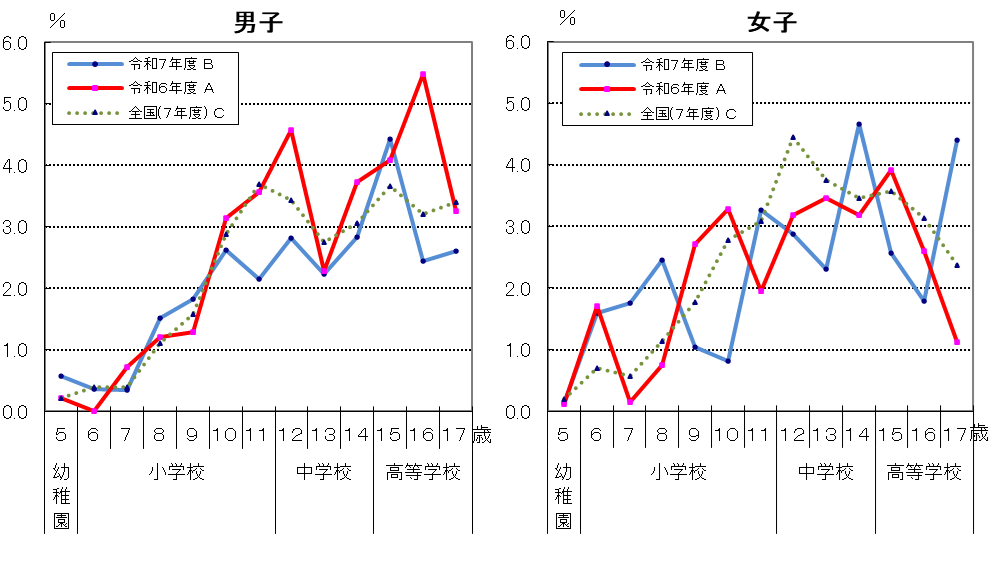 %
男子
6.0
5.0
4.0
3.0
2.0
1.0
0.0
令和7年度 B
令和6年度 A
全国(7年度) C
5 6 7 8 9 10 11 12 13 14 15 16 17 歳
幼稚園
小学校
中学校
高等学校
%
女子
6.0
5.0
4.0
3.0
2.0
1.0
0.0
令和7年度 B
令和6年度 A
全国(7年度) C
5 6 7 8 9 10 11 12 13 14 15 16 17 歳
幼稚園
小学校
中学校
高等学校